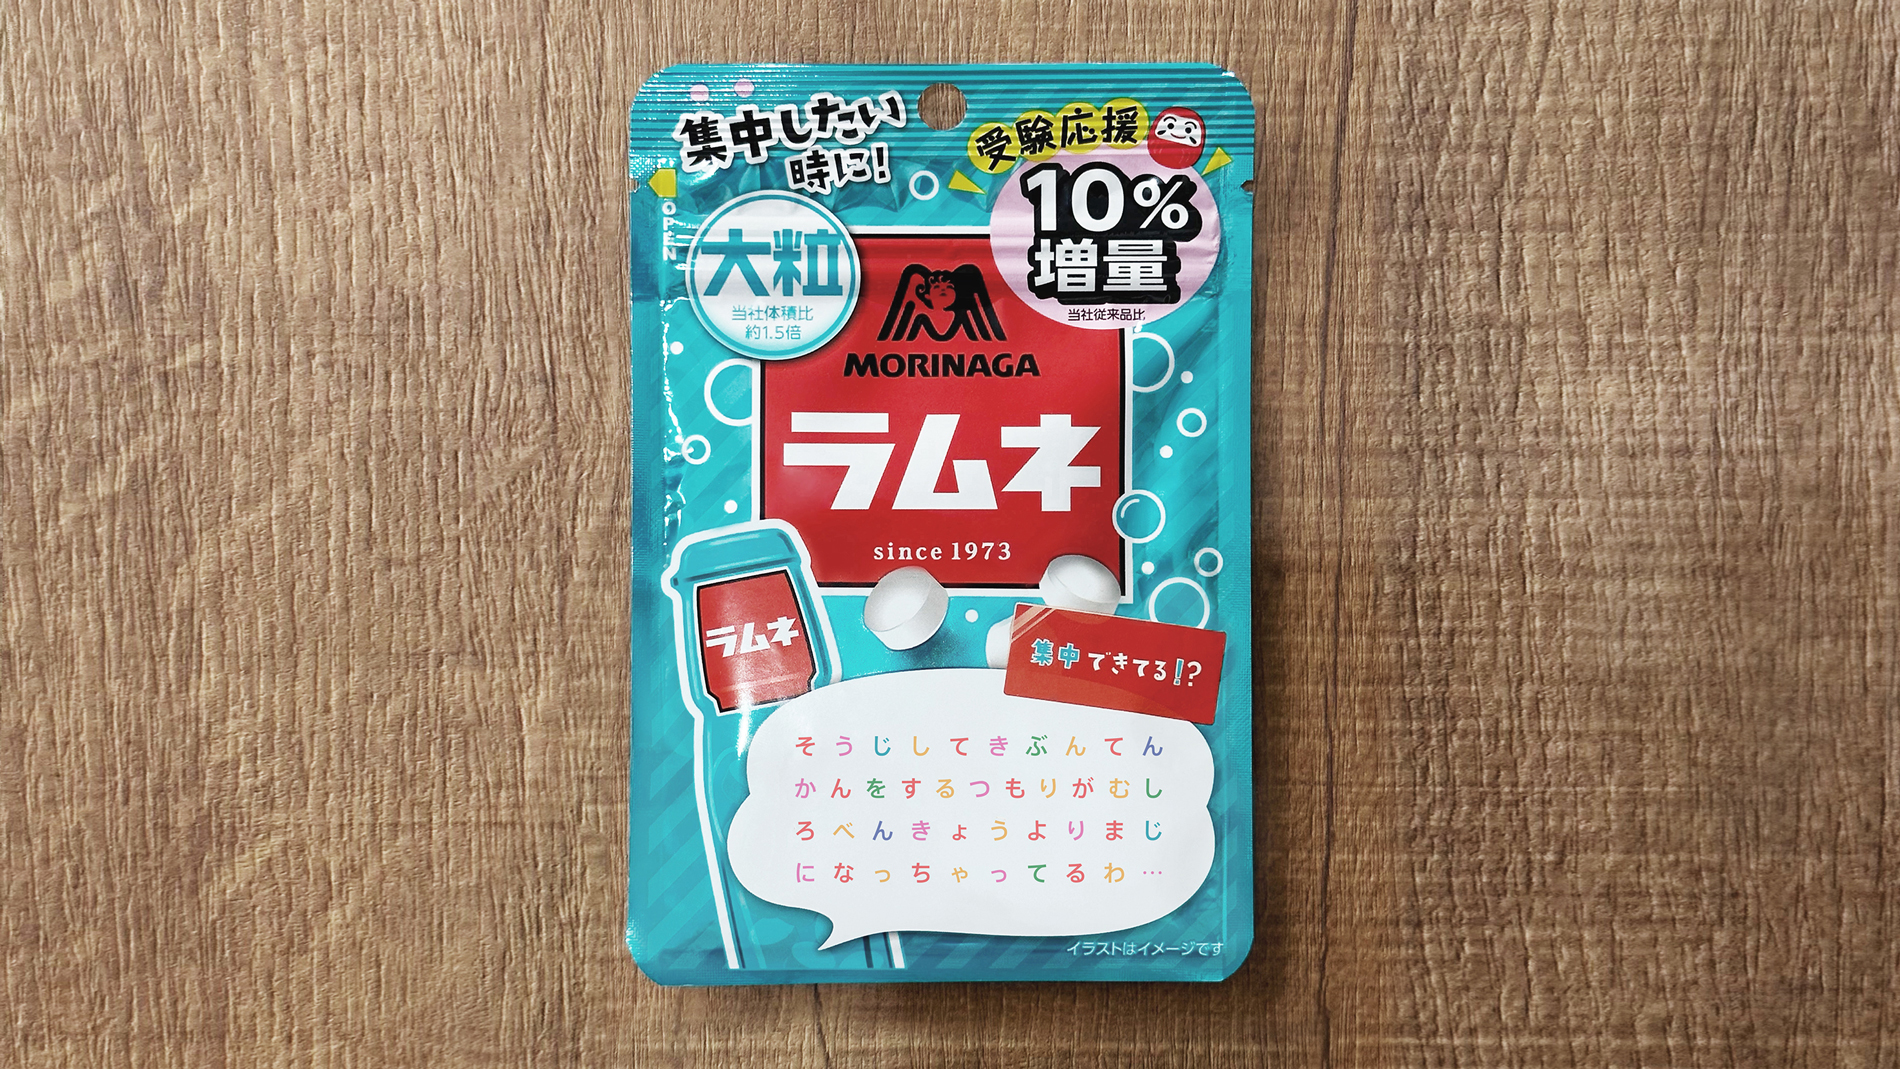 集中したい
時に!
受験応援
10%
増量
当社従来品比
OPEN
大粒
当社体積比
約1.5倍
MORINAGA
ラムネ
since 1973
ラムネ
集中できてる!?
そうじしてきぶんてん
かんをするつもりがむし
ろべんきょうよりまじ
になっちゃってるわ…
イラストはイメージです